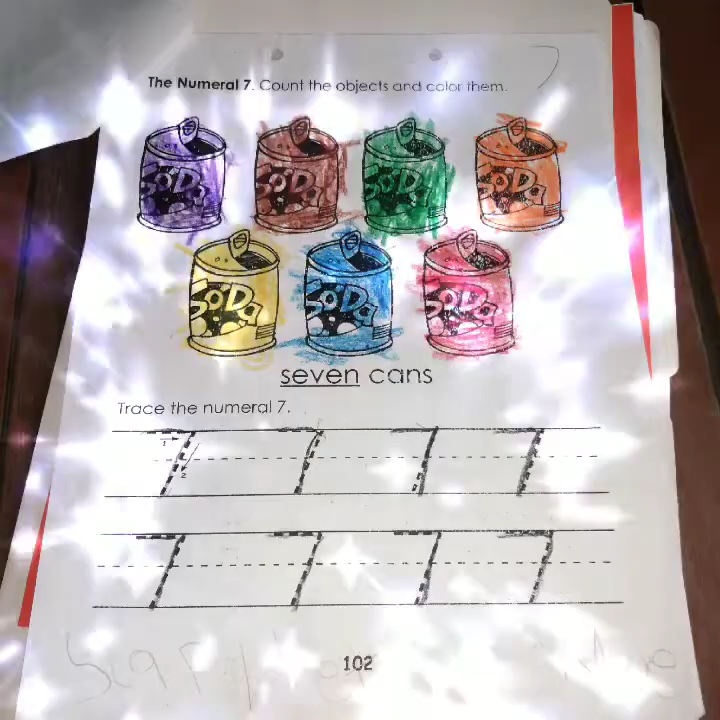 The Numeral 7. Count the objects and color them.
SODa SODa SODa SODa
SODa SODa SODa
seven cans
Trace the numeral 7.
7 7 7 7
7 7 7 7
102